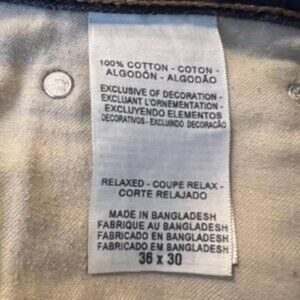 100% COTTON - COTON -
ALGODÓN - ALGODÃO
EXCLUSIVE OF DECORATION -
EXCLUANT L'ORNEMENTATION -
EXCLUYENDO ELEMENTOS
DECORATIVOS - EXCLUINDO DECORAÇÃO
RELAXED - COUPE RELAX -
CORTE RELAJADO
MADE IN BANGLADESH
FABRIQUE AU BANGLADESH
FABRICADO EN BANGLADESH
FABRICADO EM BANGLADESH
36 x 30